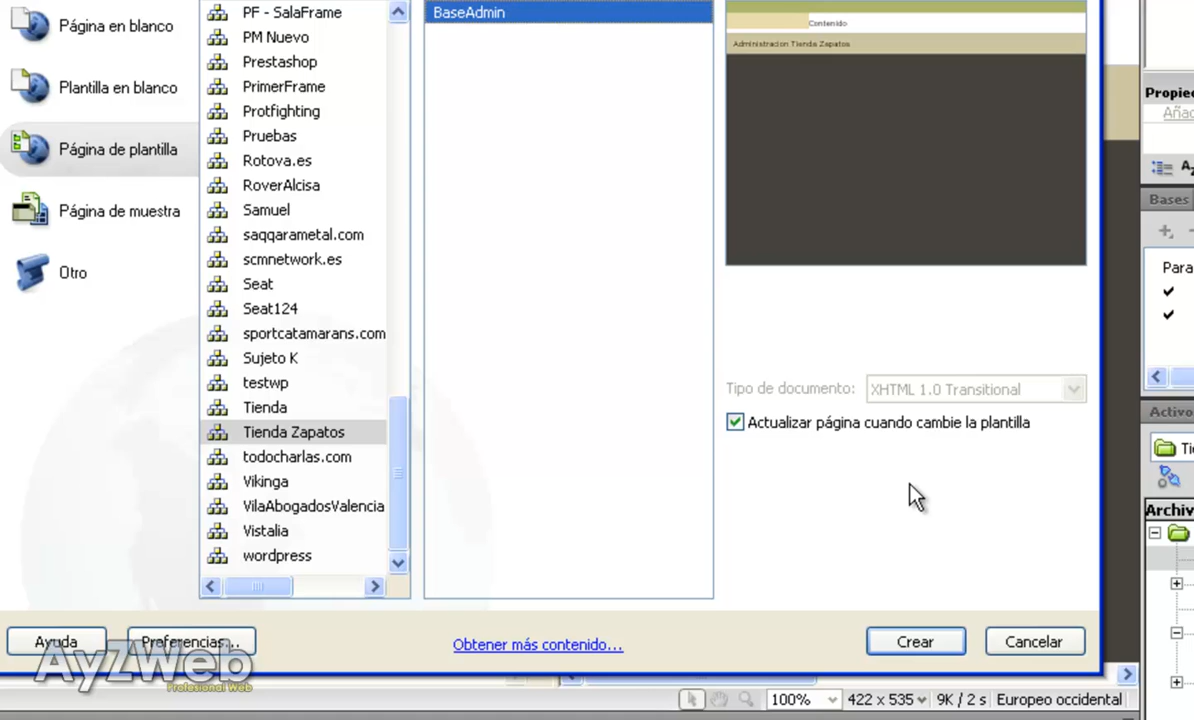 Página en blanco
Plantilla en blanco
Página de plantilla
Página de muestra
Otro
PF - SalaFrame
PM Nuevo
Prestashop
PrimerFrame
Protfighting
Pruebas
Rotova.es
RoverAlcisa
Samuel
saqqarametal.com
scmnetwork.es
Seat
Seat124
sportcatamarans.com
Sujeto K
testwp
Tienda
Tienda Zapatos
todocharlas.com
Vikinga
VilaAbogadosValencia
Vistalia
wordpress
BaseAdmin
Contenido
Administracion Tienda Zapatos
Tipo de documento: XHTML 1.0 Transitional
Actualizar página cuando cambie la plantilla
Ayuda
Preferencias...
Obtener más contenido...
Crear
Cancelar
AyZWeb
Profesional Web
100% 422 x 535 9K / 2 s Europeo occidental
Propied
Añad
Bases
Para
Activo
Tie
Archiv